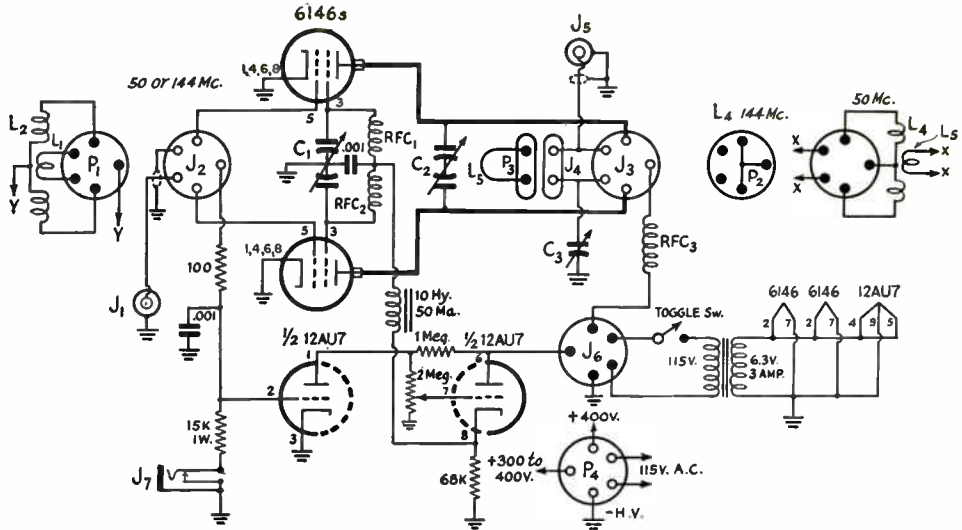 6146s
J5
50 OR 144 Mc.
1,4,6,8
5
3
L2
L1
P1
Y
Y
J2
C1
.001
RFC1
RFC2
C2
L5
P3
J4
J3
C3
RFC3
L4 144 Mc.
P2
50 Mc.
L4
L5
X
X
X
X
5
3
1,4,6,8
100
J1
.001
10 Hy.
50 Ma.
1/2 12AU7
1 Meg.
1/2 12AU7
1
2 Meg.
6
7
2
3
8
15K
1W.
J7
68K
J6
TOGGLE Sw.
115V.
6.3V.
3 AMP.
6146
6146
12AU7
2
7
2
7
4
9
5
+400V.
+300 to
400V.
P4
115V. A.C.
-H.V.